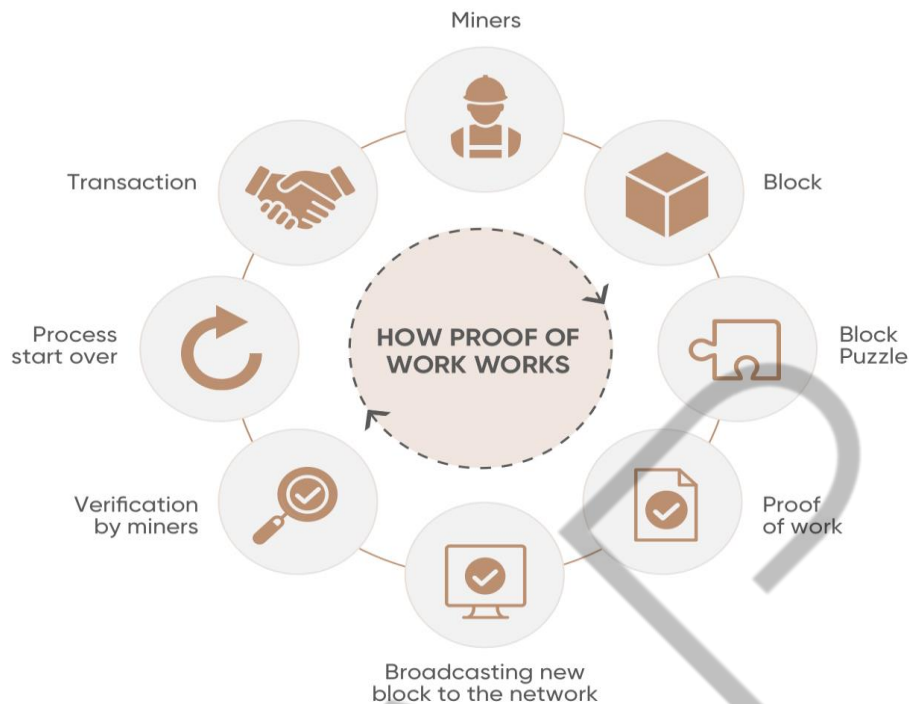 Miners
Transaction
Block
HOW PROOF OF
WORK WORKS
Process
start over
Block
Puzzle
Verification
by miners
Proof
of work
Broadcasting new
block to the network